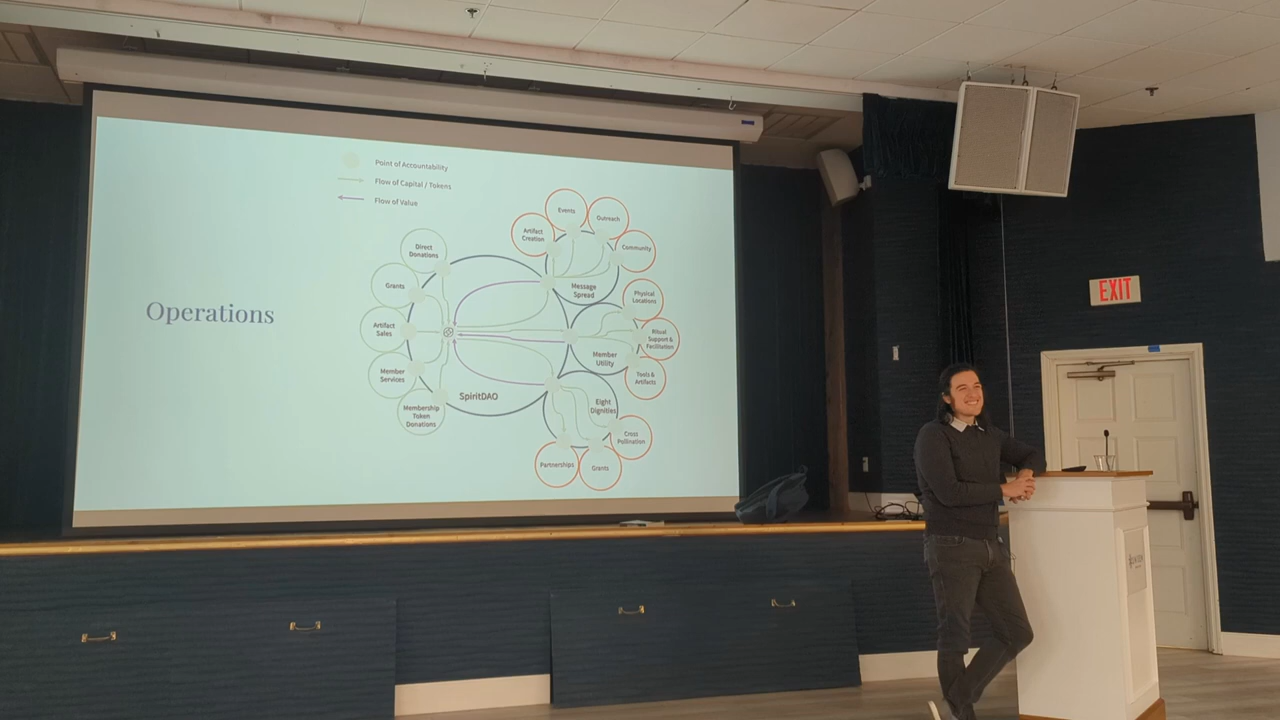 Point of Accountability
Flow of Capital / Tokens
Flow of Value
Operations
Direct
Donations
Grants
Artifact
Sales
Member
Services
Membership
Token
Donations
SpiritDAO
Artifact
Creation
Events
Outreach
Community
Message
Spread
Physical
Locations
Ritual
Support &
Facilitation
Tools &
Artifacts
Member
Utility
Eight
Dignities
Cross
Pollination
Grants
Partnerships
EXIT